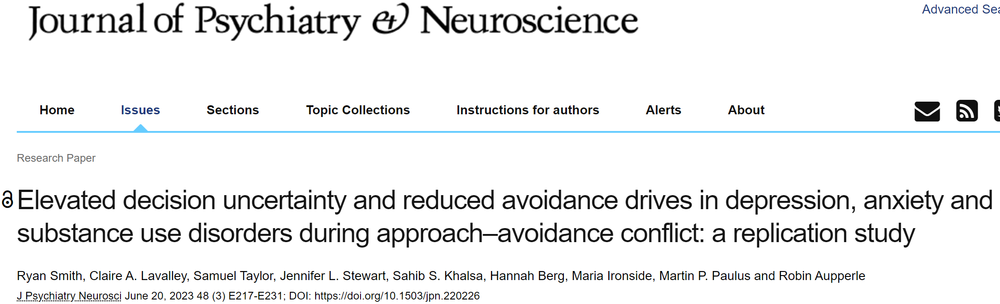 Journal of Psychiatry & Neuroscience
Advanced Sea
Home Issues Sections Topic Collections Instructions for authors Alerts About
Research Paper
Elevated decision uncertainty and reduced avoidance drives in depression, anxiety and
substance use disorders during approach–avoidance conflict: a replication study
Ryan Smith, Claire A. Lavalley, Samuel Taylor, Jennifer L. Stewart, Sahib S. Khalsa, Hannah Berg, Maria Ironside, Martin P. Paulus and Robin Aupperle
J Psychiatry Neurosci June 20, 2023 48 (3) E217-E231; DOI: https://doi.org/10.1503/jpn.220226